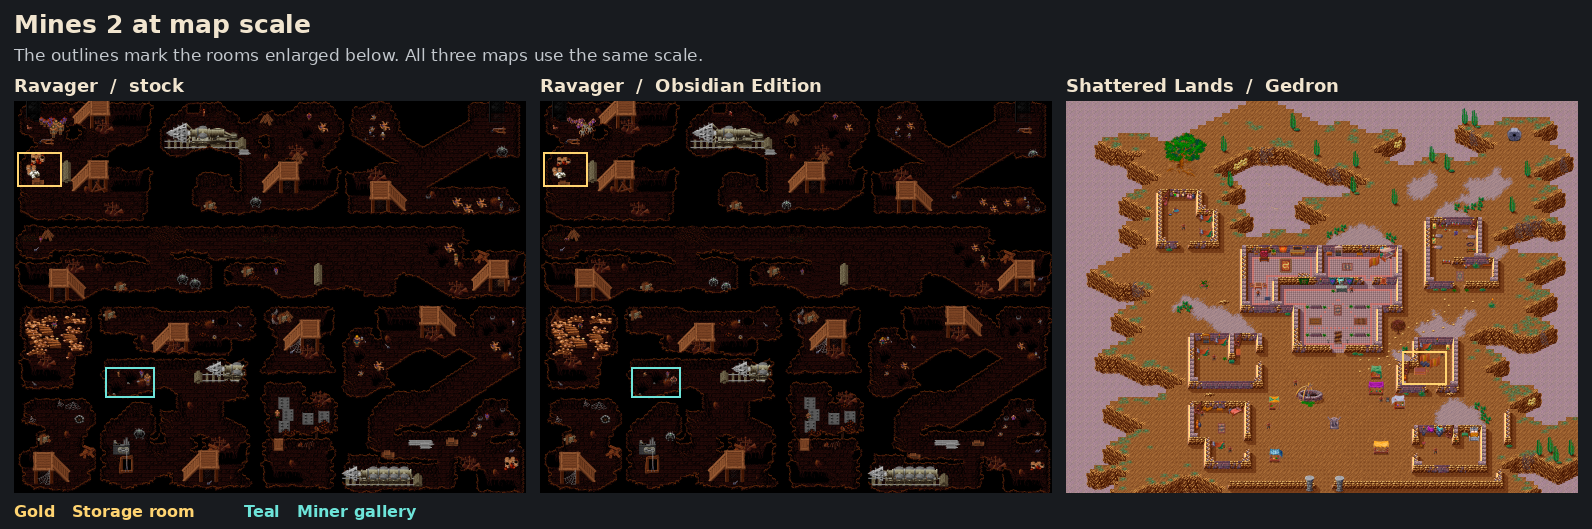 Mines 2 at map scale
The outlines mark the rooms enlarged below. All three maps use the same scale.
Ravager / stock
Ravager / Obsidian Edition
Shattered Lands / Gedron
Gold Storage room
Teal Miner gallery